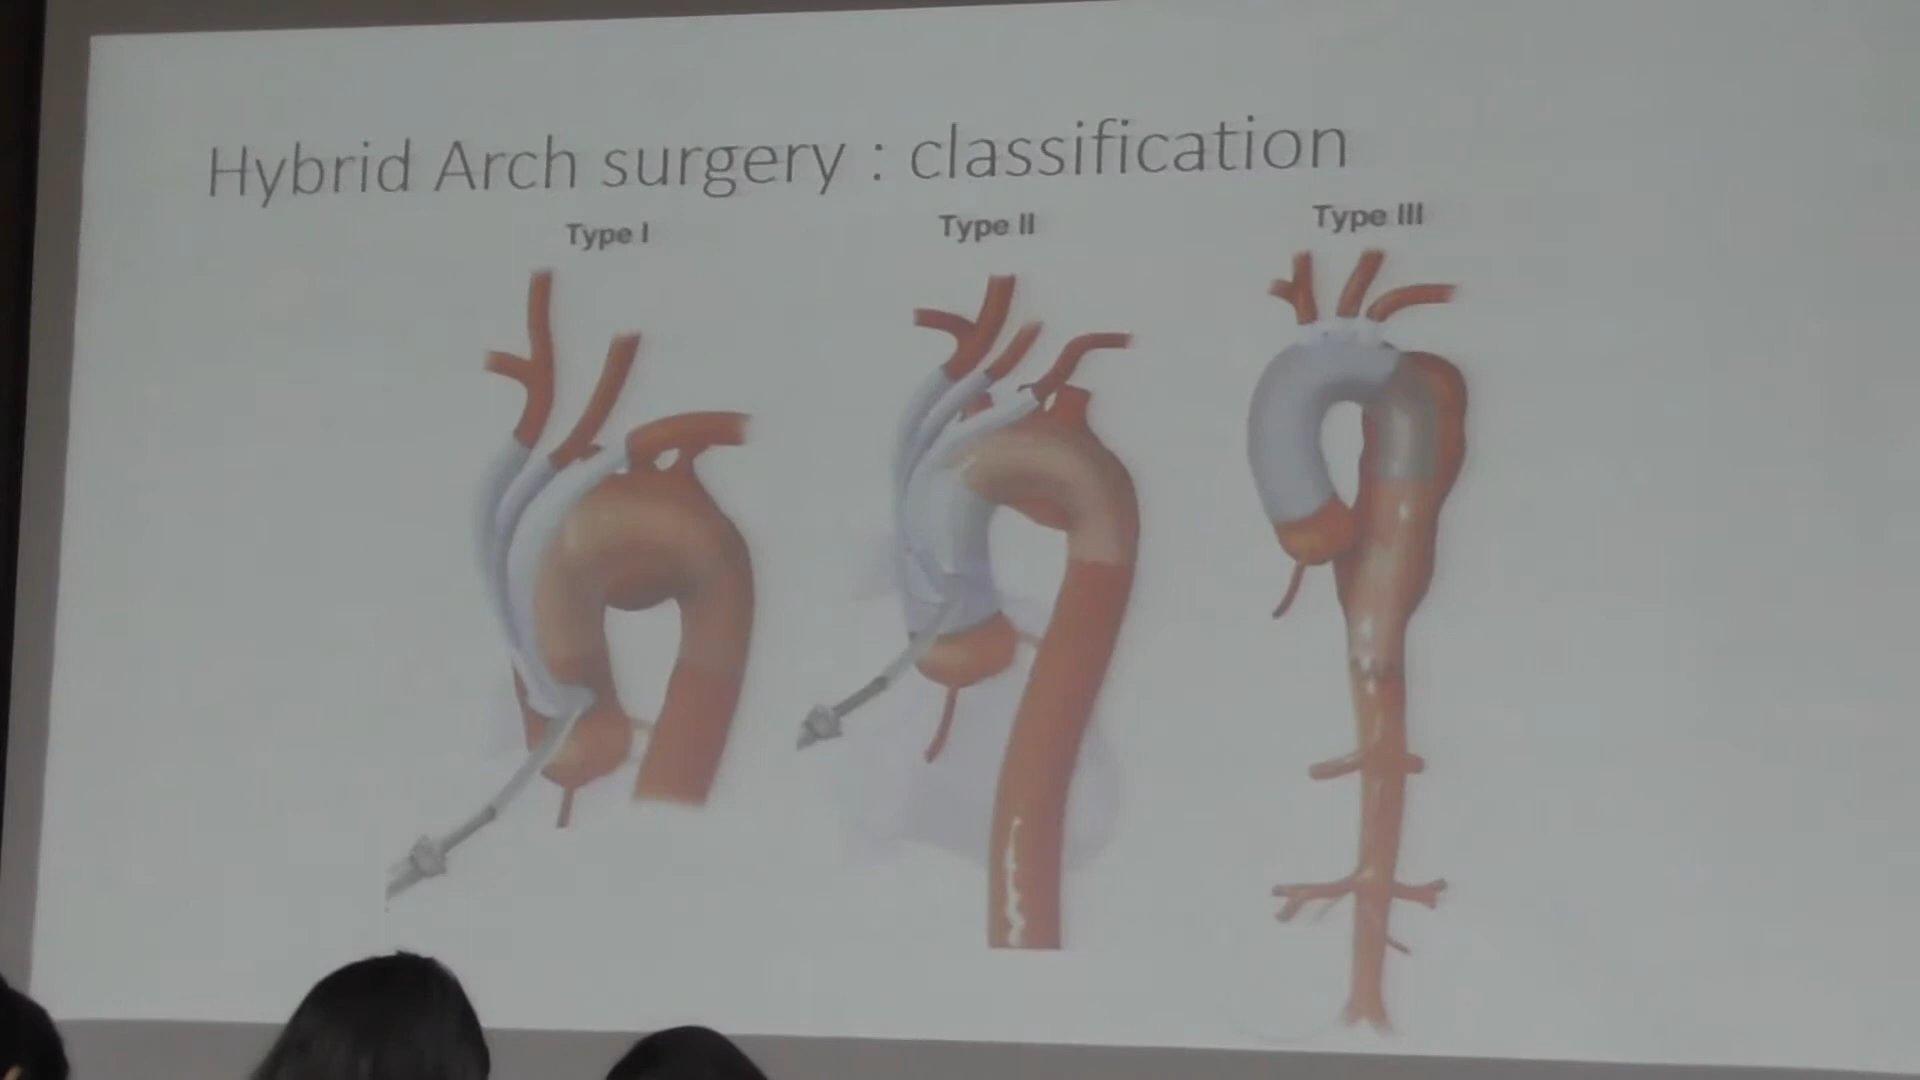 Hybrid Arch surgery : classification
Type I
Type II
Type III